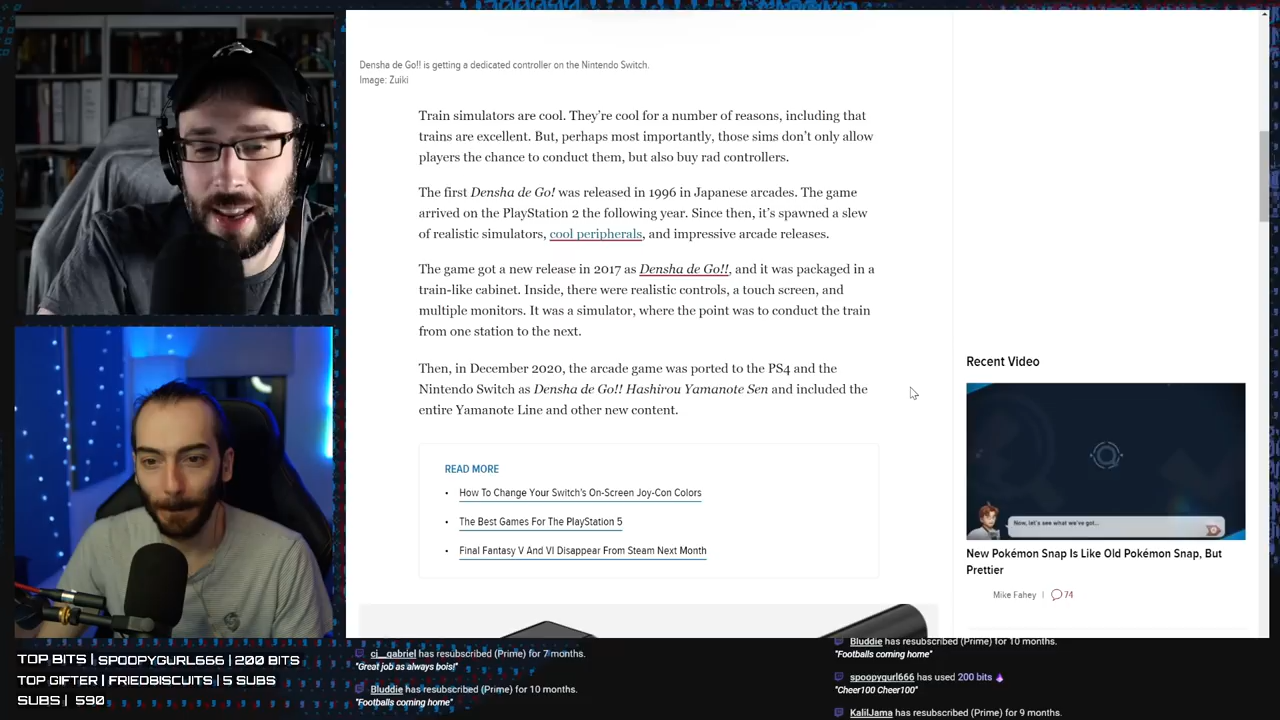 Densha de Go!! is getting a dedicated controller on the Nintendo Switch.
Image: Zuiki
Train simulators are cool. They're cool for a number of reasons, including that
trains are excellent. But, perhaps most importantly, those sims don't only allow
players the chance to conduct them, but also buy rad controllers.
The first Densha de Go! was released in 1996 in Japanese arcades. The game
arrived on the PlayStation 2 the following year. Since then, it's spawned a slew
of realistic simulators, cool peripherals, and impressive arcade releases.
The game got a new release in 2017 as Densha de Go!!, and it was packaged in a
train-like cabinet. Inside, there were realistic controls, a touch screen, and
multiple monitors. It was a simulator, where the point was to conduct the train
from one station to the next.
Then, in December 2020, the arcade game was ported to the PS4 and the
Nintendo Switch as Densha de Go!! Hashirou Yamanote Sen and included the
entire Yamanote Line and other new content.
READ MORE
• How To Change Your Switch's On-Screen Joy-Con Colors
• The Best Games For The PlayStation 5
• Final Fantasy V And VI Disappear From Steam Next Month
Recent Video
Now, let's see what we've got...
New Pokémon Snap Is Like Old Pokémon Snap, But
Prettier
Mike Fahey | 74
TOP BITS | SPOOPYGURL666 | 200 BITS
TOP GIFTER | FRIEDBISCUITS | 5 SUBS
SUBS | 590
ci__gabriel has resubscribed (Prime) for 7 months.
"Great job as always bois!"
Bluddie has resubscribed (Prime) for 10 months.
"Footballs coming home"
Bluddie has resubscribed (Prime) for 10 months.
"Footballs coming home"
spoopygurl666 has used 200 bits
"Cheer100 Cheer100"
KalilJama has resubscribed (Prime) for 9 months.